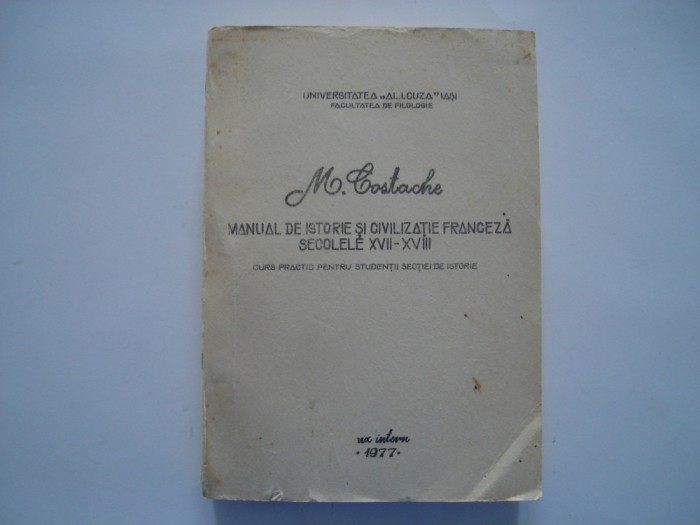 UNIVERSITATEA "AL.I.CUZA" IAȘI
FACULTATEA DE FILOLOGIE
M. Costache
MANUAL DE ISTORIE ȘI CIVILIZAȚIE FRANCEZĂ
SECOLELE XVII-XVIII
CURS PRACTIC PENTRU STUDENȚII SECȚIEI DE ISTORIE
uz intern
·1977·